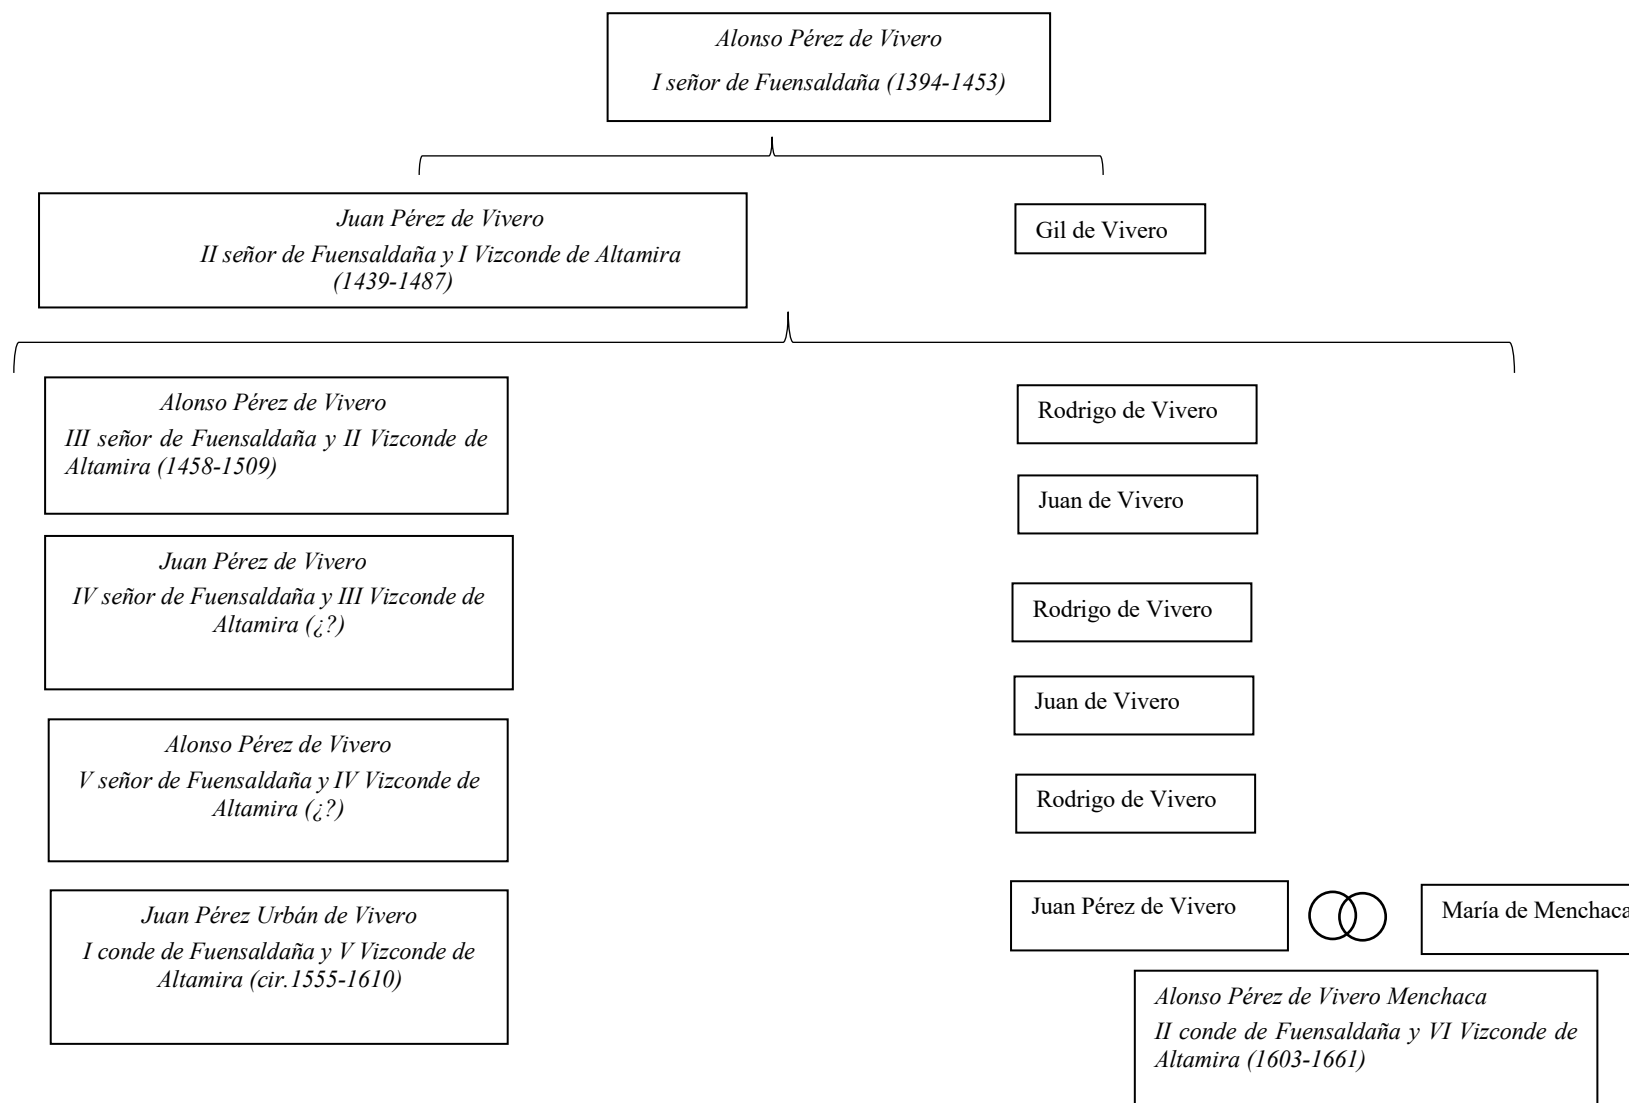 Alonso Pérez de Vivero
I señor de Fuensaldaña (1394-1453)
Juan Pérez de Vivero
II señor de Fuensaldaña y I Vizconde de Altamira
(1439-1487)
Gil de Vivero
Alonso Pérez de Vivero
III señor de Fuensaldaña y II Vizconde de
Altamira (1458-1509)
Rodrigo de Vivero
Juan de Vivero
Juan Pérez de Vivero
IV señor de Fuensaldaña y III Vizconde de
Altamira (¿?)
Rodrigo de Vivero
Juan de Vivero
Alonso Pérez de Vivero
V señor de Fuensaldaña y IV Vizconde de
Altamira (¿?)
Rodrigo de Vivero
Juan Pérez Urbán de Vivero
I conde de Fuensaldaña y V Vizconde de
Altamira (cir.1555-1610)
Juan Pérez de Vivero
María de Menchaca
Alonso Pérez de Vivero Menchaca
II conde de Fuensaldaña y VI Vizconde de
Altamira (1603-1661)